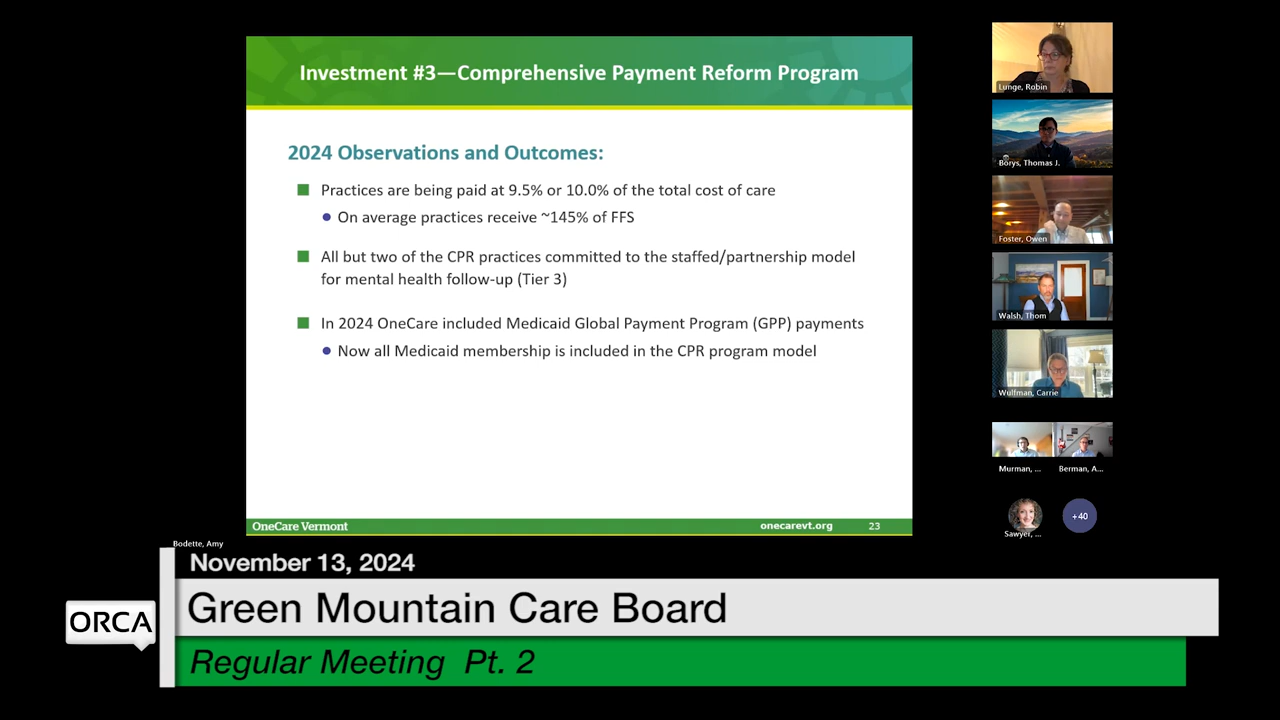 Investment #3—Comprehensive Payment Reform Program
2024 Observations and Outcomes:
Practices are being paid at 9.5% or 10.0% of the total cost of care
On average practices receive ~145% of FFS
All but two of the CPR practices committed to the staffed/partnership model
for mental health follow-up (Tier 3)
In 2024 OneCare included Medicaid Global Payment Program (GPP) payments
Now all Medicaid membership is included in the CPR program model
OneCare Vermont
onecarevt.org
23
Lunge, Robin
Borys, Thomas J.
Foster, Owen
Walsh, Thom
Wulfman, Carrie
Murman, ...
Berman, A...
Sawyer, ...
+40
Bodette, Amy
November 13, 2024
ORCA
Green Mountain Care Board
Regular Meeting Pt. 2